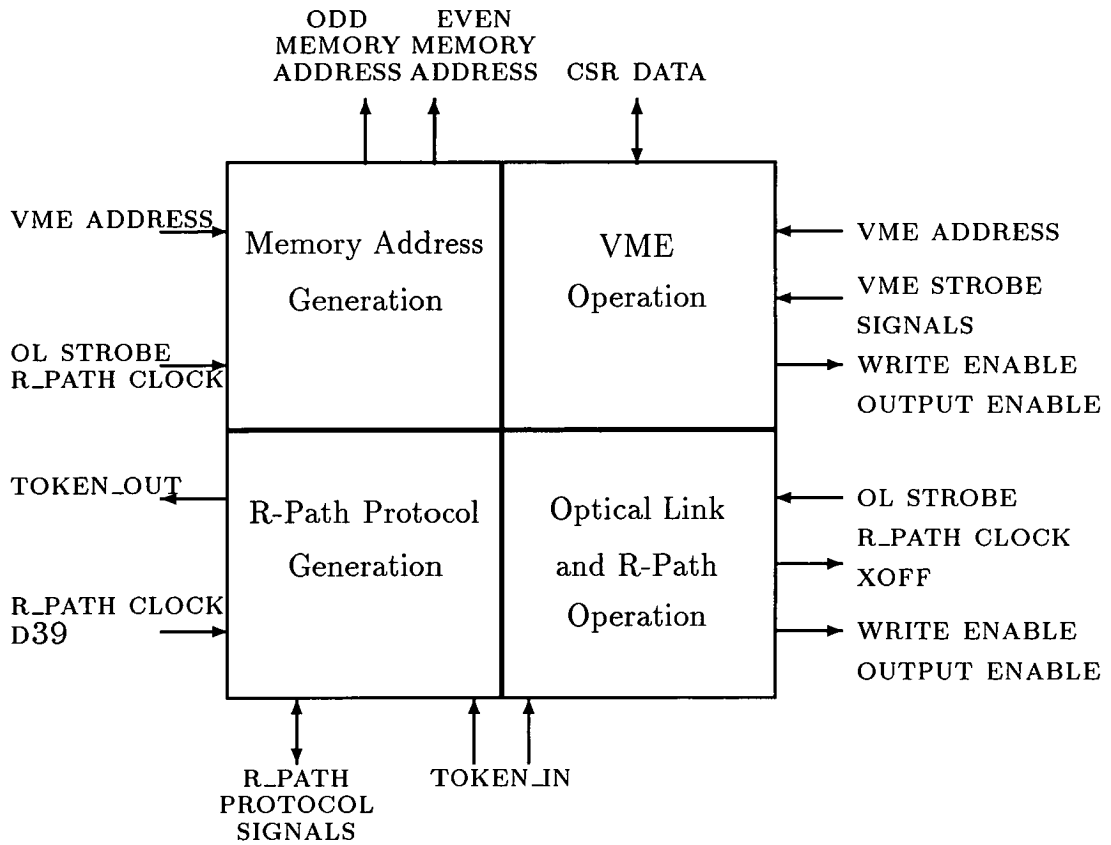 ODD
MEMORY
ADDRESS
EVEN
MEMORY
ADDRESS
CSR DATA
VME ADDRESS
OL STROBE
R_PATH CLOCK
TOKEN_OUT
R_PATH CLOCK
D39
Memory Address
Generation
VME
Operation
R-Path Protocol
Generation
Optical Link
and R-Path
Operation
VME ADDRESS
VME STROBE
SIGNALS
WRITE ENABLE
OUTPUT ENABLE
OL STROBE
R_PATH CLOCK
XOFF
WRITE ENABLE
OUTPUT ENABLE
R_PATH
PROTOCOL
SIGNALS
TOKEN_IN